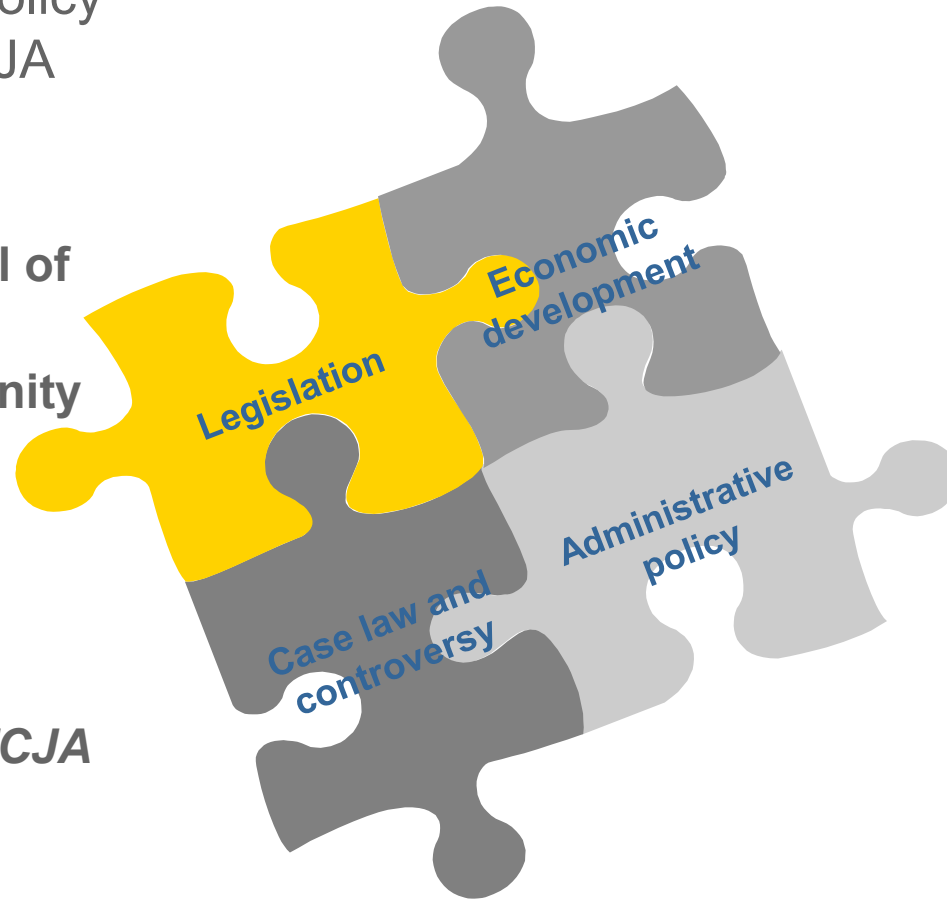 olicy
JA
l of
nity
CJA
Economic
development
Legislation
Administrative
policy
Case law and
controversy